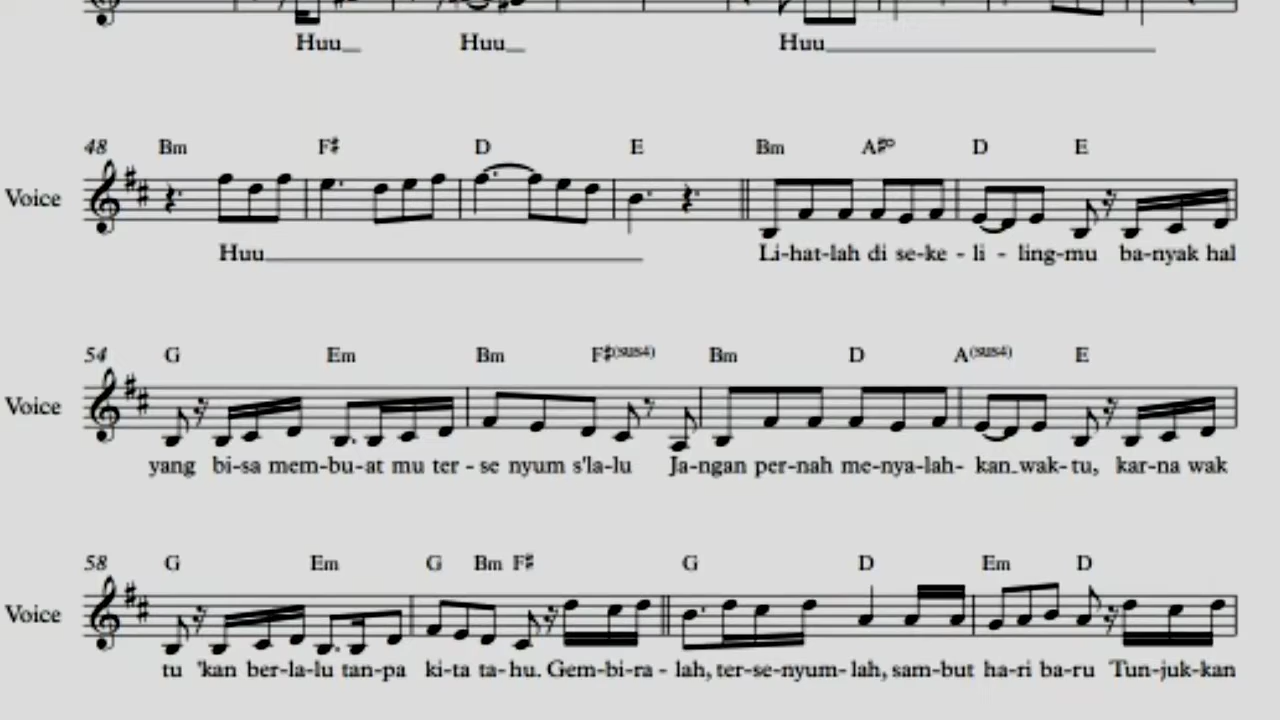 Huu_ Huu_ Huu_
48 Bm F♯ D E Bm A♯° D E
Voice
Huu_ Li-hat-lah di se-ke - li - ling-mu ba-nyak hal
54 G Em Bm F♯(sus4) Bm D A(sus4) E
Voice
yang bi-sa mem-bu-at mu ter - se nyum s'la-lu Ja-ngan per-nah me-nya-lah- kan_wak-tu, kar-na wak
58 G Em G Bm F♯ G D Em D
Voice
tu 'kan ber-la-lu tan-pa ki-ta ta-hu. Gem-bi-ra - lah, ter-se-nyum-lah, sam-but ha-ri ba-ru Tun-juk-kan